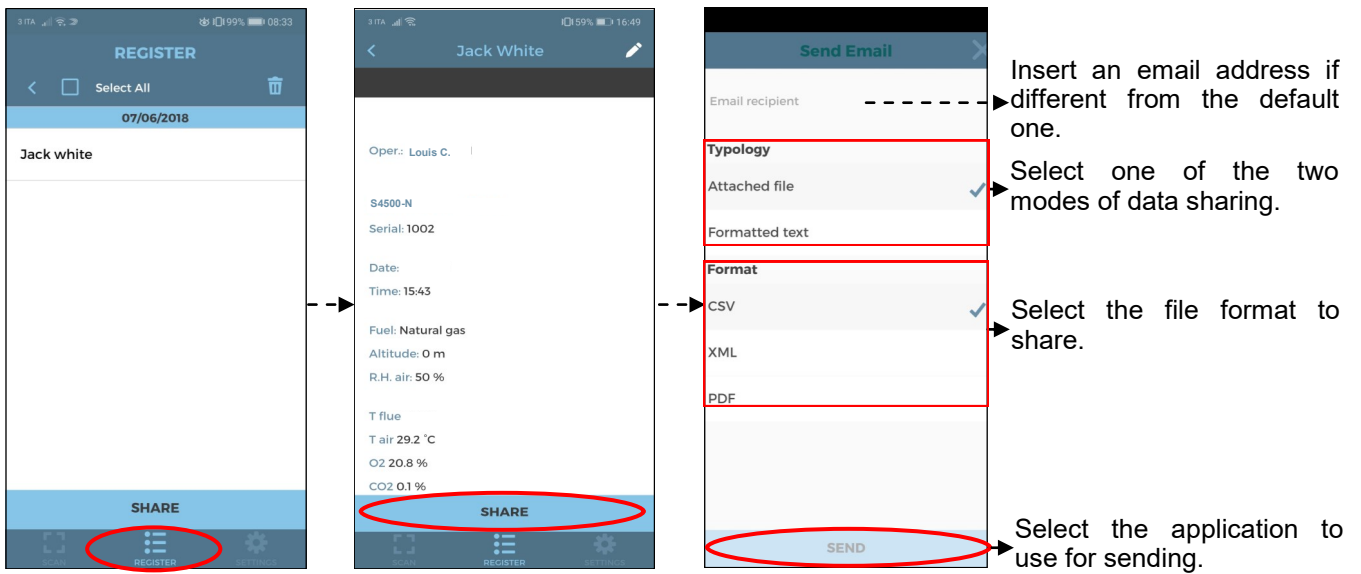 3 ITA 99% 08:33
REGISTER
Select All
07/06/2018
Jack white
SHARE
SCAN
REGISTER
SETTINGS
3 ITA 59% 16:49
Jack White
Oper.: Louis C.
S4500-N
Serial: 1002
Date:
Time: 15:43
Fuel: Natural gas
Altitude: 0 m
R.H. air: 50 %
T flue
T air 29.2 °C
O2 20.8 %
CO2 0.1 %
SHARE
SCAN
REGISTER
SETTINGS
Send Email
Email recipient
Typology
Attached file
Formatted text
Format
CSV
XML
PDF
SEND
Insert an email address if
different from the default
one.
Select one of the two
modes of data sharing.
Select the file format to
share.
Select the application to
use for sending.